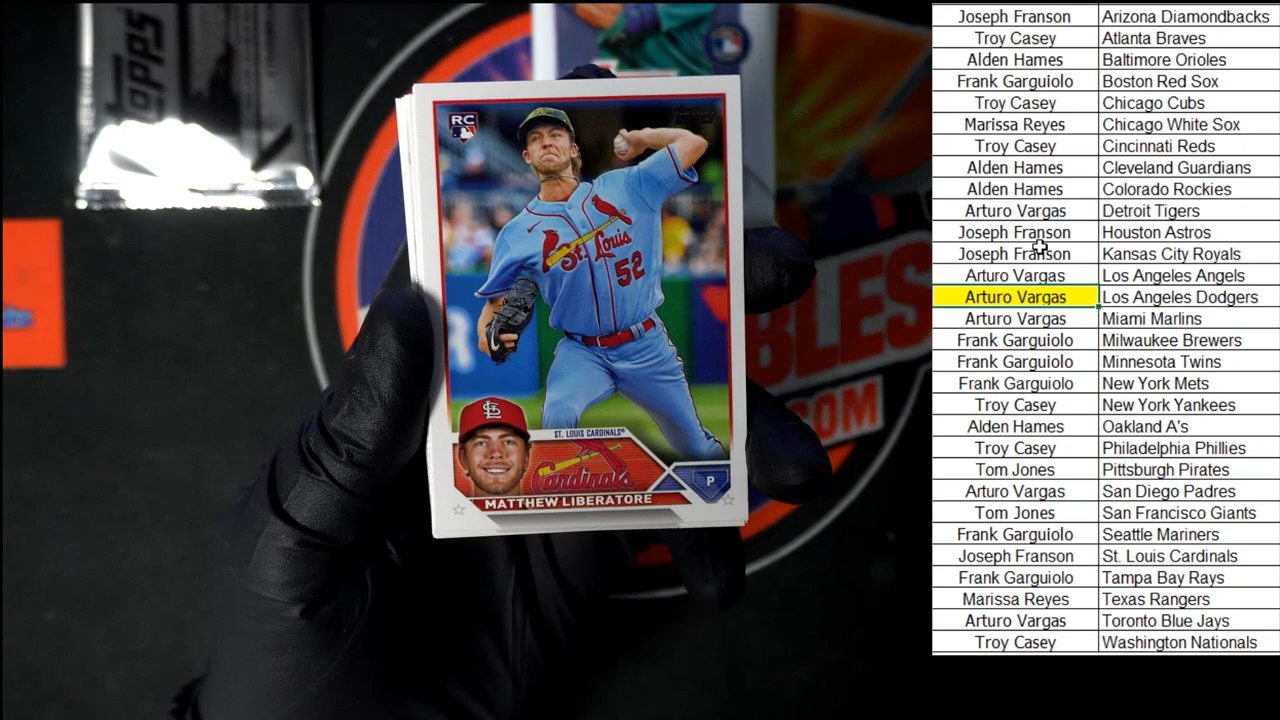 Topps
RC
St. Louis
52
ST. LOUIS CARDINALS®
Cardinals
P
MATTHEW LIBERATORE
BLES
.COM
Joseph Franson Arizona Diamondbacks
Troy Casey Atlanta Braves
Alden Hames Baltimore Orioles
Frank Garguiolo Boston Red Sox
Troy Casey Chicago Cubs
Marissa Reyes Chicago White Sox
Troy Casey Cincinnati Reds
Alden Hames Cleveland Guardians
Alden Hames Colorado Rockies
Arturo Vargas Detroit Tigers
Joseph Franson Houston Astros
Joseph Franson Kansas City Royals
Arturo Vargas Los Angeles Angels
Arturo Vargas Los Angeles Dodgers
Arturo Vargas Miami Marlins
Frank Garguiolo Milwaukee Brewers
Frank Garguiolo Minnesota Twins
Frank Garguiolo New York Mets
Troy Casey New York Yankees
Alden Hames Oakland A's
Troy Casey Philadelphia Phillies
Tom Jones Pittsburgh Pirates
Arturo Vargas San Diego Padres
Tom Jones San Francisco Giants
Frank Garguiolo Seattle Mariners
Joseph Franson St. Louis Cardinals
Frank Garguiolo Tampa Bay Rays
Marissa Reyes Texas Rangers
Arturo Vargas Toronto Blue Jays
Troy Casey Washington Nationals